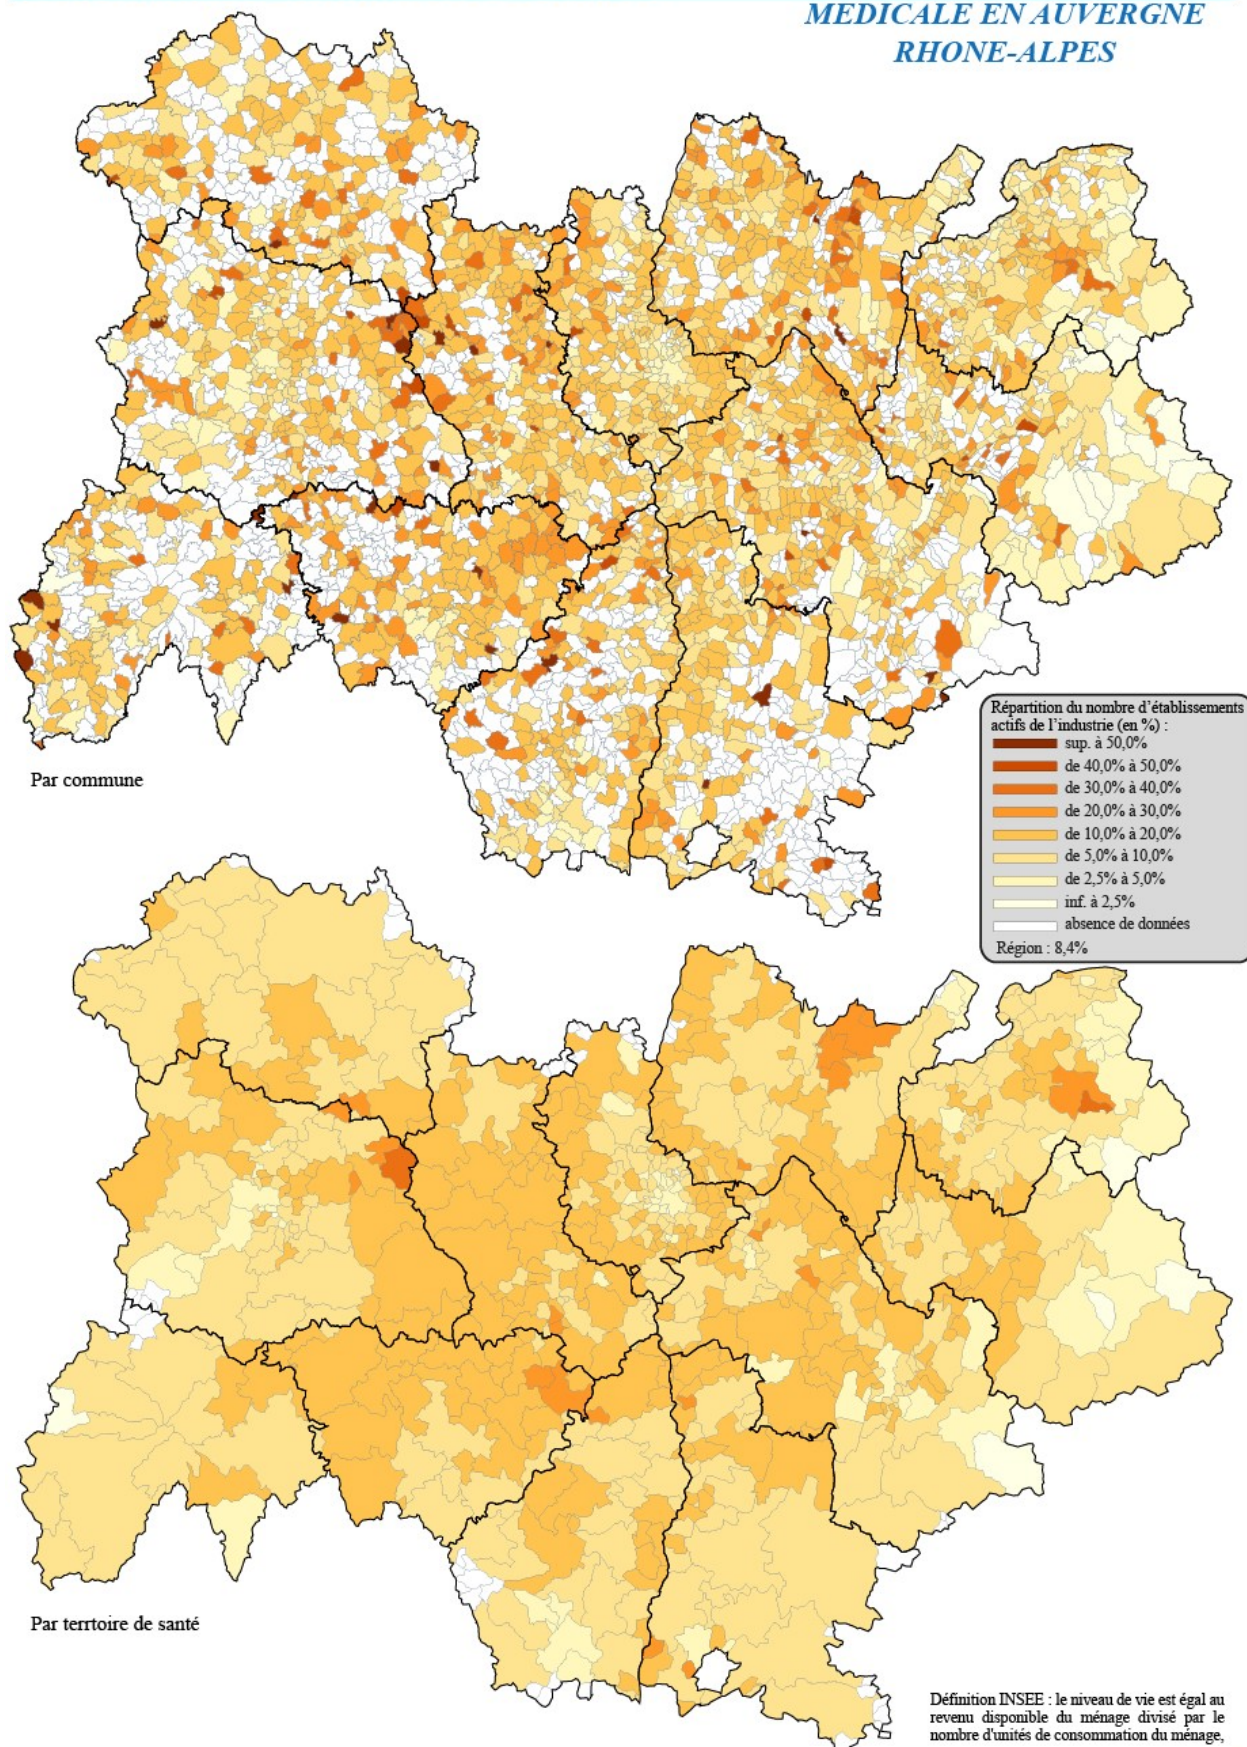 MEDICALE EN AUVERGNE
RHONE-ALPES
Répartition du nombre d'établissements
actifs de l'industrie (en %) :
sup. à 50,0%
de 40,0% à 50,0%
de 30,0% à 40,0%
de 20,0% à 30,0%
de 10,0% à 20,0%
de 5,0% à 10,0%
de 2,5% à 5,0%
inf. à 2,5%
absence de données
Région : 8,4%
Par commune
Par terrtoire de santé
Définition INSEE : le niveau de vie est égal au
revenu disponible du ménage divisé par le
nombre d'unités de consommation du ménage,